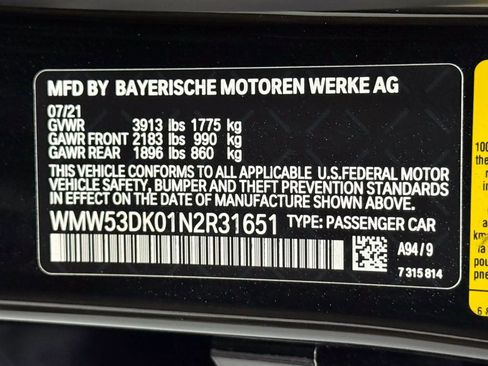 MFD BY BAYERISCHE MOTOREN WERKE AG
07/21
GVWR 3913 lbs 1775 kg
GAWR FRONT 2183 lbs 990 kg
GAWR REAR 1896 lbs 860 kg
THIS VEHICLE CONFORMS TO ALL APPLICABLE U.S.FEDERAL MOTOR
VEHICLE SAFETY, BUMPER AND THEFT PREVENTION STANDARDS
IN EFFECT ON THE DATE OF MANUFACTURE SHOWN ABOVE.
WMW53DK01N2R31651 TYPE: PASSENGER CAR
A94/9
7 315 814